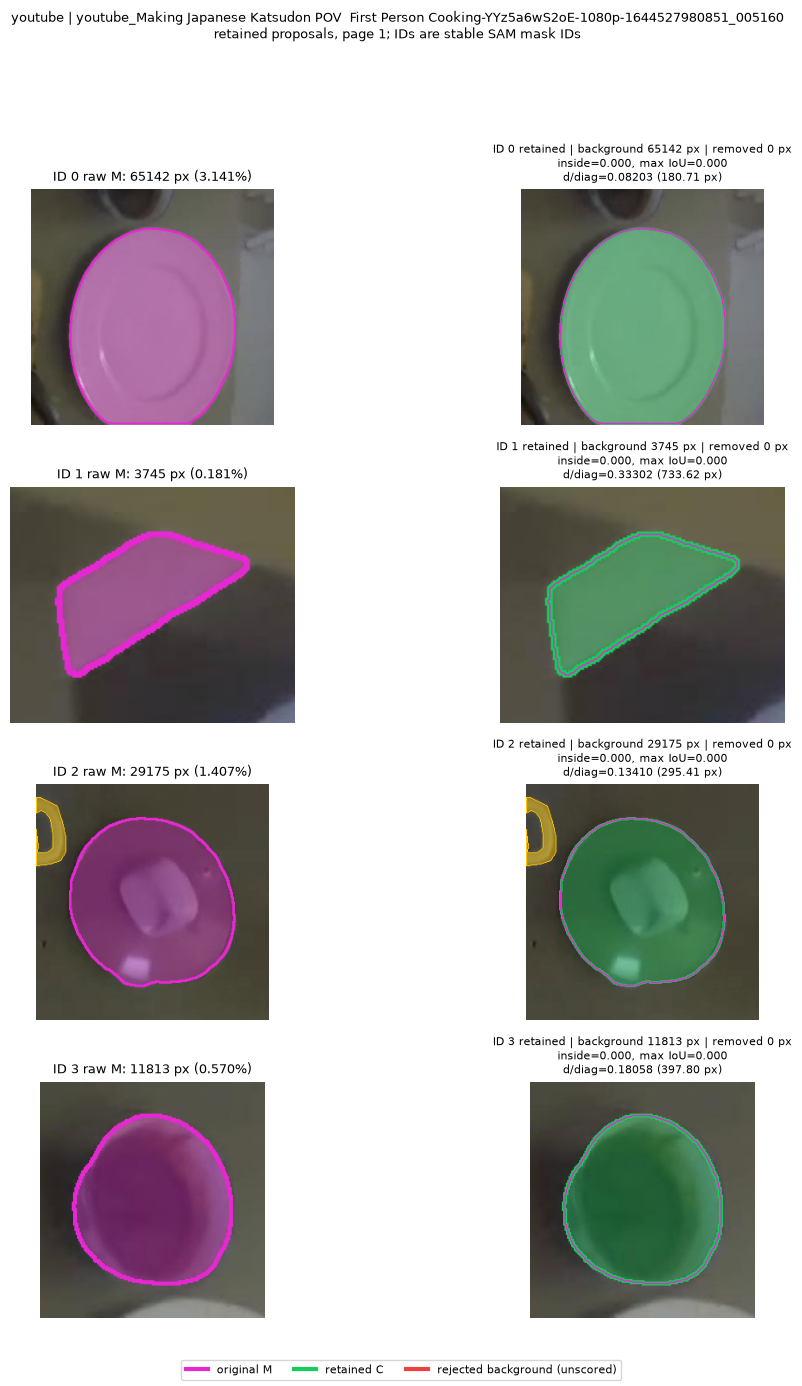 youtube | youtube_Making Japanese Katsudon POV  First Person Cooking-YYz5a6wS2oE-1080p-1644527980851_005160
retained proposals, page 1; IDs are stable SAM mask IDs
ID 0 raw M: 65142 px (3.141%)
ID 0 retained | background 65142 px | removed 0 px
inside=0.000, max IoU=0.000
d/diag=0.08203 (180.71 px)
ID 1 raw M: 3745 px (0.181%)
ID 1 retained | background 3745 px | removed 0 px
inside=0.000, max IoU=0.000
d/diag=0.33302 (733.62 px)
ID 2 raw M: 29175 px (1.407%)
ID 2 retained | background 29175 px | removed 0 px
inside=0.000, max IoU=0.000
d/diag=0.13410 (295.41 px)
ID 3 raw M: 11813 px (0.570%)
ID 3 retained | background 11813 px | removed 0 px
inside=0.000, max IoU=0.000
d/diag=0.18058 (397.80 px)
original M
retained C
rejected background (unscored)